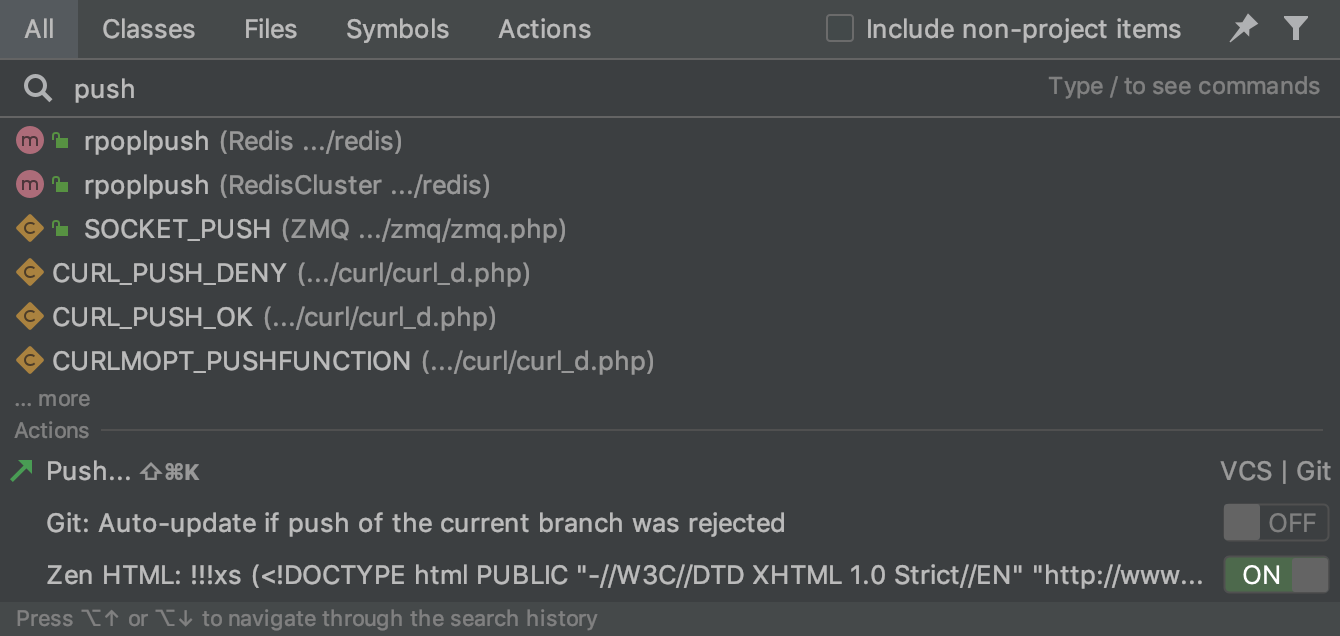 All Classes Files Symbols Actions Include non-project items
push Type / to see commands
m rpoplpush (Redis .../redis)
m rpoplpush (RedisCluster .../redis)
C SOCKET_PUSH (ZMQ .../zmq/zmq.php)
C CURL_PUSH_DENY (.../curl/curl_d.php)
C CURL_PUSH_OK (.../curl/curl_d.php)
C CURLMOPT_PUSHFUNCTION (.../curl/curl_d.php)
... more
Actions
Push... ⇧⌘K VCS | Git
Git: Auto-update if push of the current branch was rejected OFF
Zen HTML: !!!xs (<!DOCTYPE html PUBLIC "-//W3C//DTD XHTML 1.0 Strict//EN" "http://www... ON
Press ⌥↑ or ⌥↓ to navigate through the search history